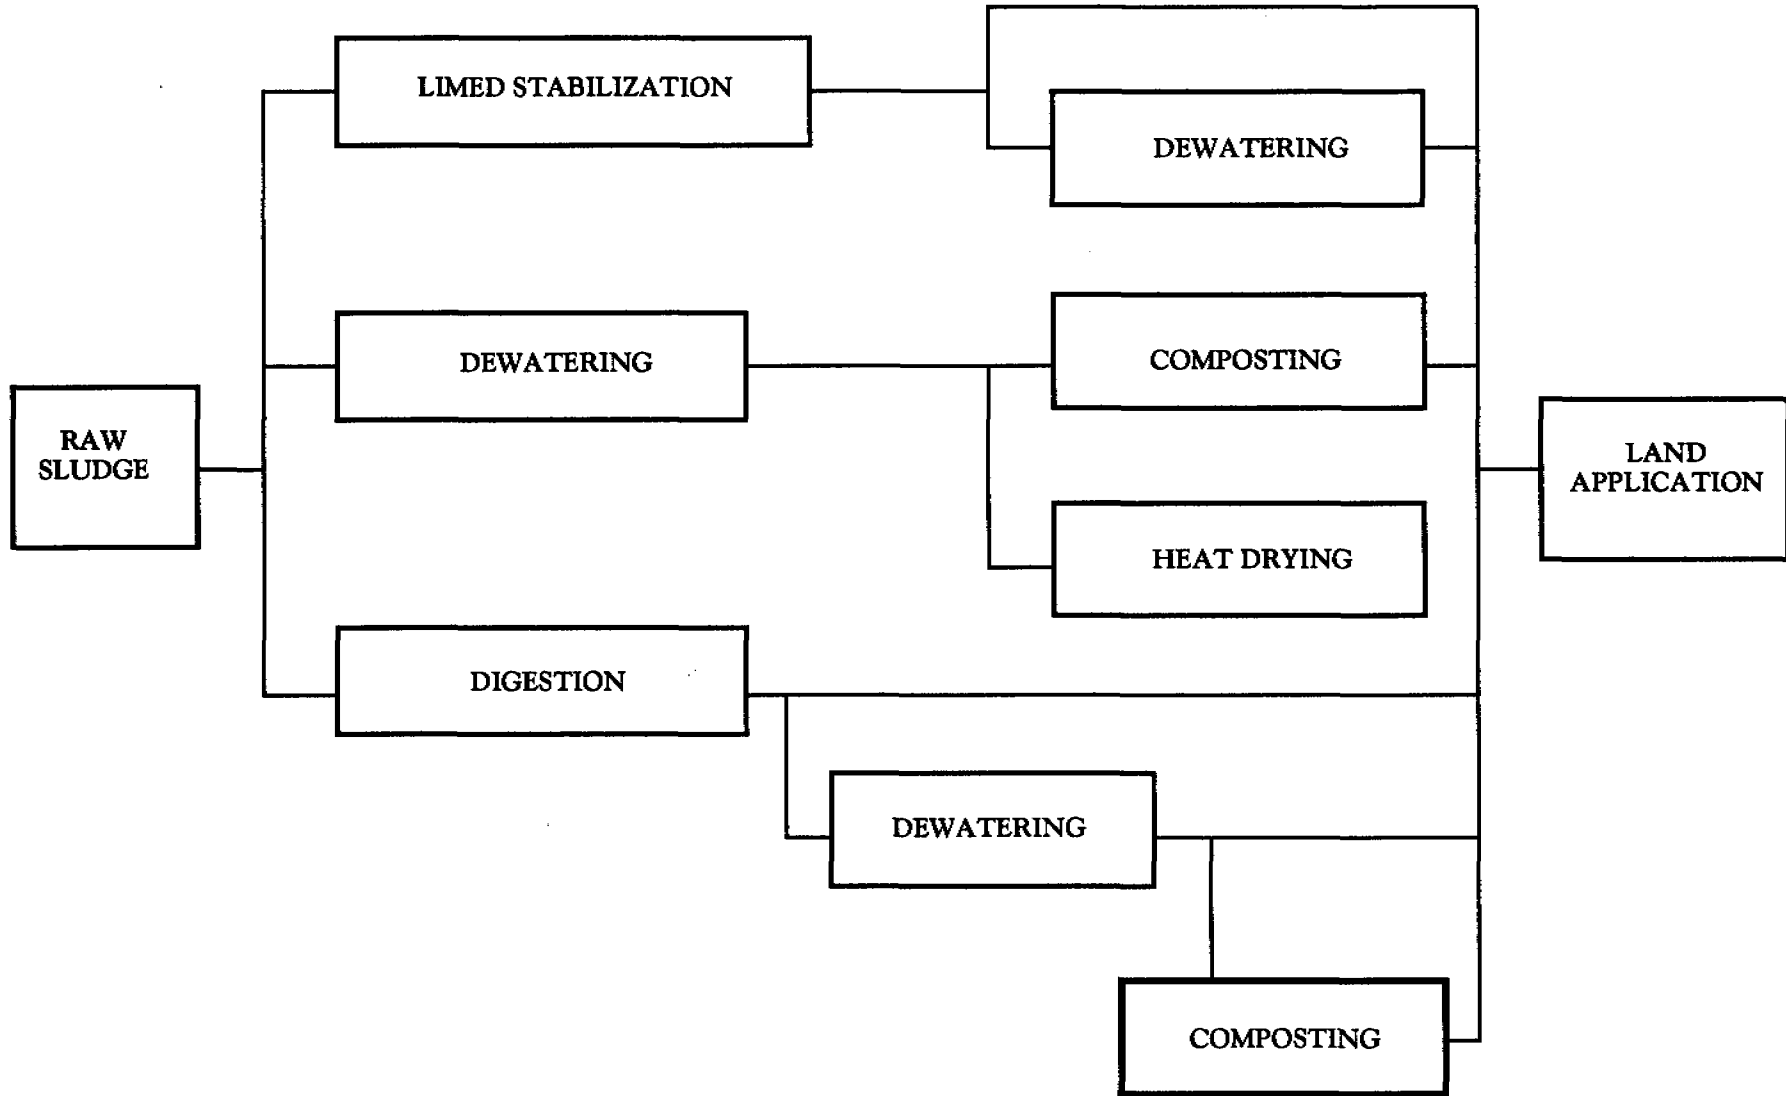 LIMED STABILIZATION
DEWATERING
DEWATERING
COMPOSTING
RAW
SLUDGE
LAND
APPLICATION
HEAT DRYING
DIGESTION
DEWATERING
COMPOSTING